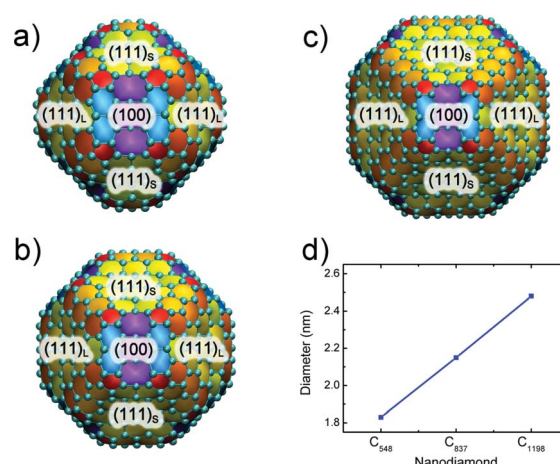 a)
(111)S
(111)L (100) (111)L
(111)S
b)
(111)S
(111)L (100) (111)L
(111)S
c)
(111)S
(111)L (100) (111)L
(111)S
d)
2.6
2.4
2.2
2.0
1.8
Diameter (nm)
C548 C837 C1198
Nanodiamond